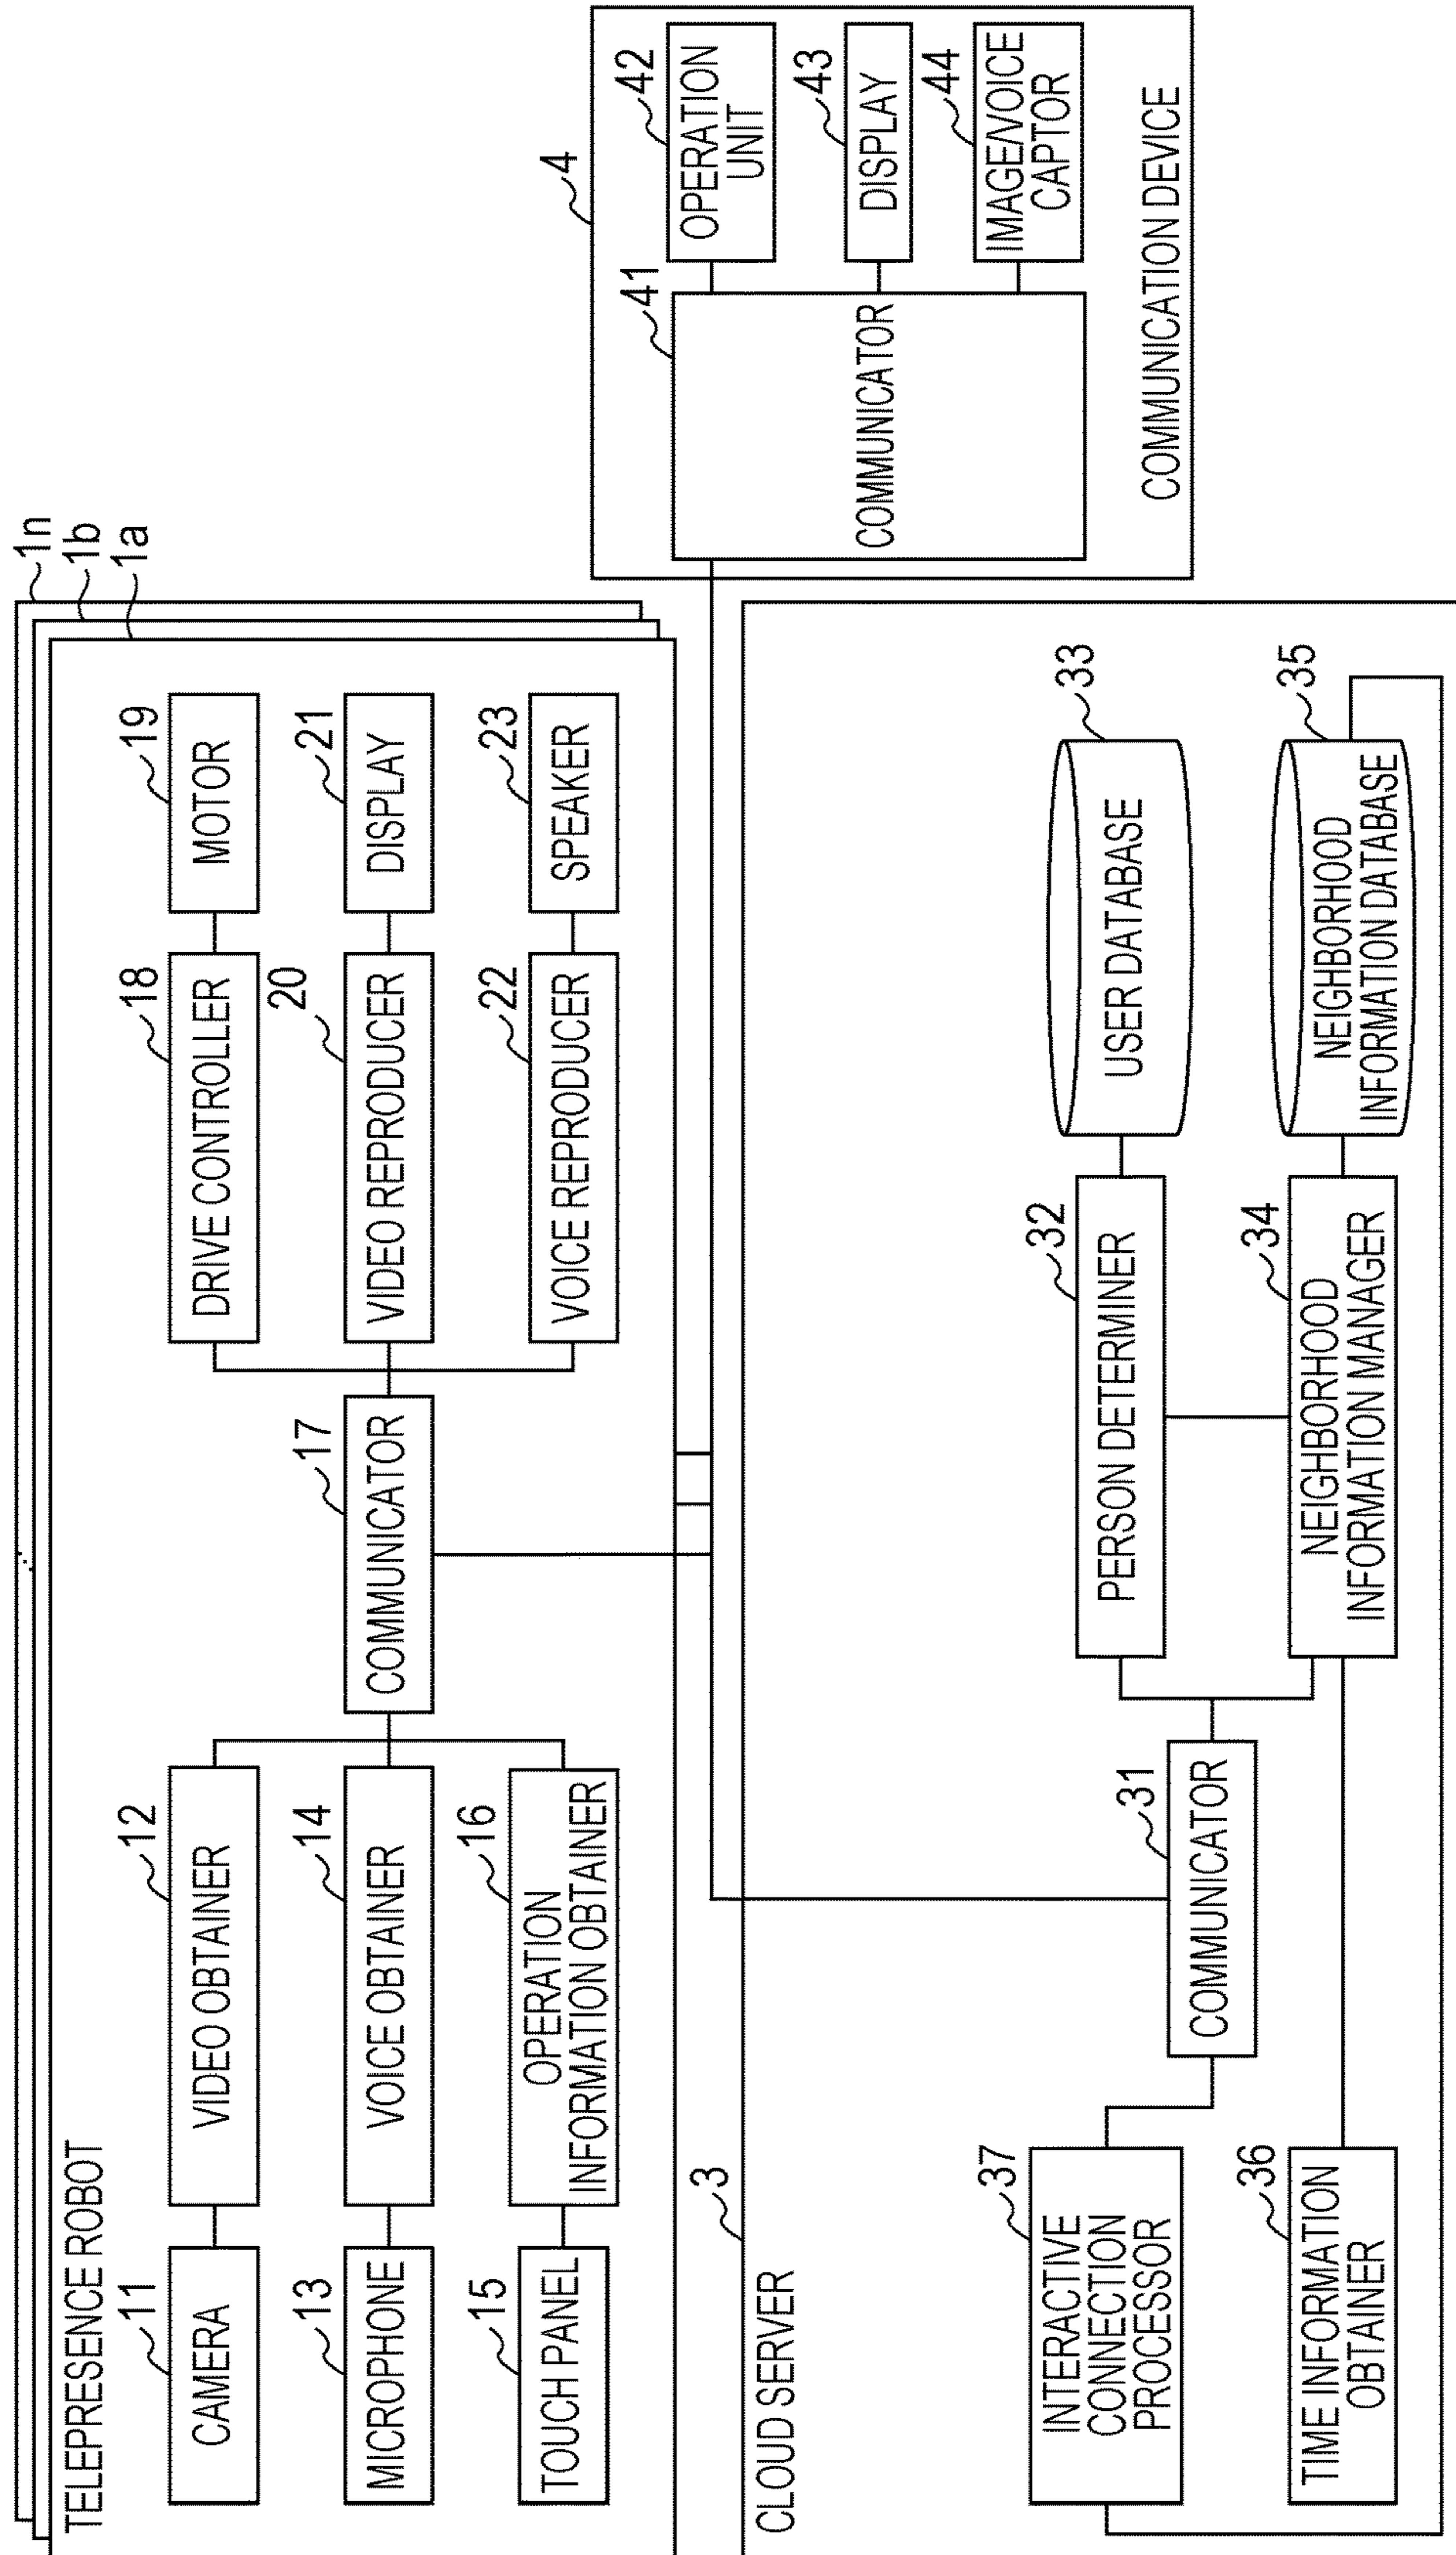 1n
1b
1a
TELEPRESENCE ROBOT
11
CAMERA
12
VIDEO OBTAINER
18
DRIVE CONTROLLER
19
MOTOR
13
MICROPHONE
14
VOICE OBTAINER
17
COMMUNICATOR
20
VIDEO REPRODUCER
21
DISPLAY
15
TOUCH PANEL
16
OPERATION
INFORMATION OBTAINER
22
VOICE REPRODUCER
23
SPEAKER
4
41
COMMUNICATOR
42
OPERATION
UNIT
43
DISPLAY
44
IMAGE/VOICE
CAPTOR
COMMUNICATION DEVICE
3
CLOUD SERVER
37
INTERACTIVE
CONNECTION
PROCESSOR
31
COMMUNICATOR
32
PERSON DETERMINER
33
USER DATABASE
36
TIME INFORMATION
OBTAINER
34
NEIGHBORHOOD
INFORMATION MANAGER
35
NEIGHBORHOOD
INFORMATION DATABASE